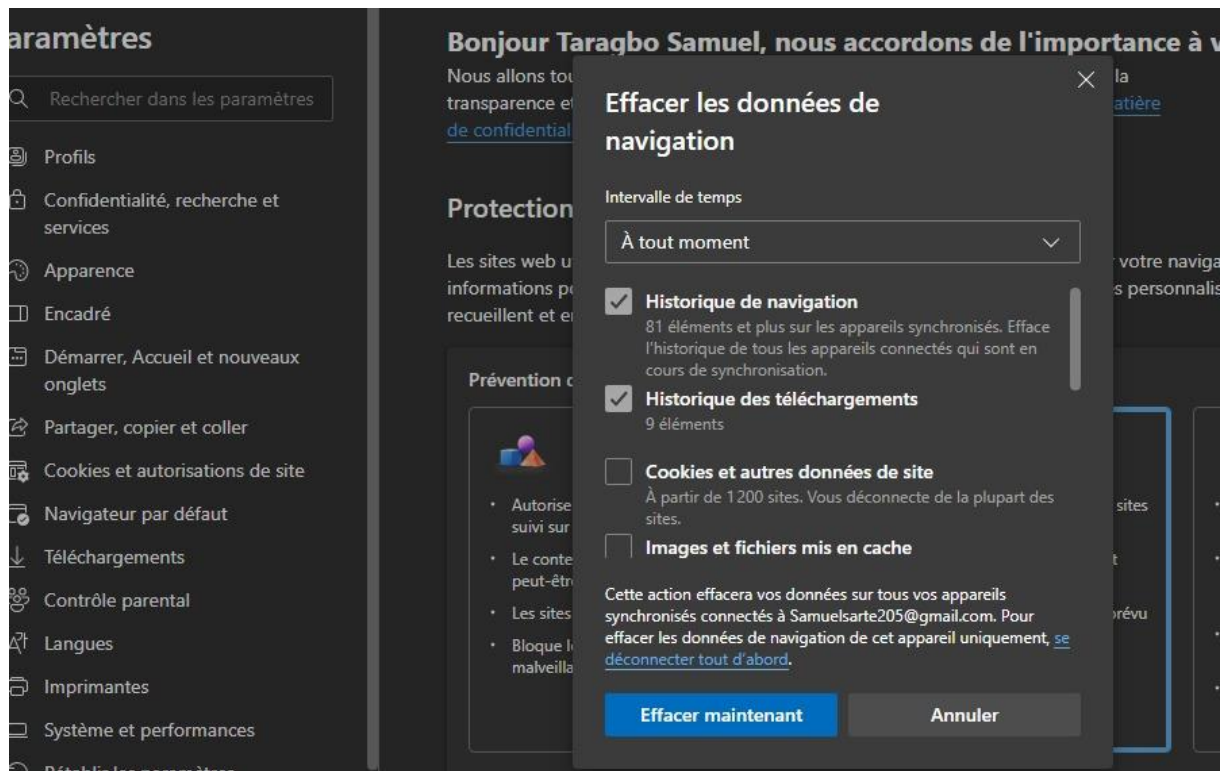 aramètres
Rechercher dans les paramètres
Profils
Confidentialité, recherche et
services
Apparence
Encadré
Démarrer, Accueil et nouveaux
onglets
Partager, copier et coller
Cookies et autorisations de site
Navigateur par défaut
Téléchargements
Contrôle parental
Langues
Imprimantes
Système et performances
Bonjour Taragbo Samuel, nous accordons de l'importance à v
Nous allons tou
la
transparence et
atière
de confidential
Protection
Les sites web u
votre naviga
informations po
s personnalis
recueillent et en
Prévention d
Autorise
sites
suivi sur
Le conte
t
peut-êtr
Les sites
prévu
Bloque le
malveilla
Effacer les données de
navigation
Intervalle de temps
À tout moment
Historique de navigation
81 éléments et plus sur les appareils synchronisés. Efface
l'historique de tous les appareils connectés qui sont en
cours de synchronisation.
Historique des téléchargements
9 éléments
Cookies et autres données de site
À partir de 1 200 sites. Vous déconnecte de la plupart des
sites.
Images et fichiers mis en cache
Cette action effacera vos données sur tous vos appareils
synchronisés connectés à Samuelsarte205@gmail.com. Pour
effacer les données de navigation de cet appareil uniquement, se
déconnecter tout d'abord.
Effacer maintenant
Annuler